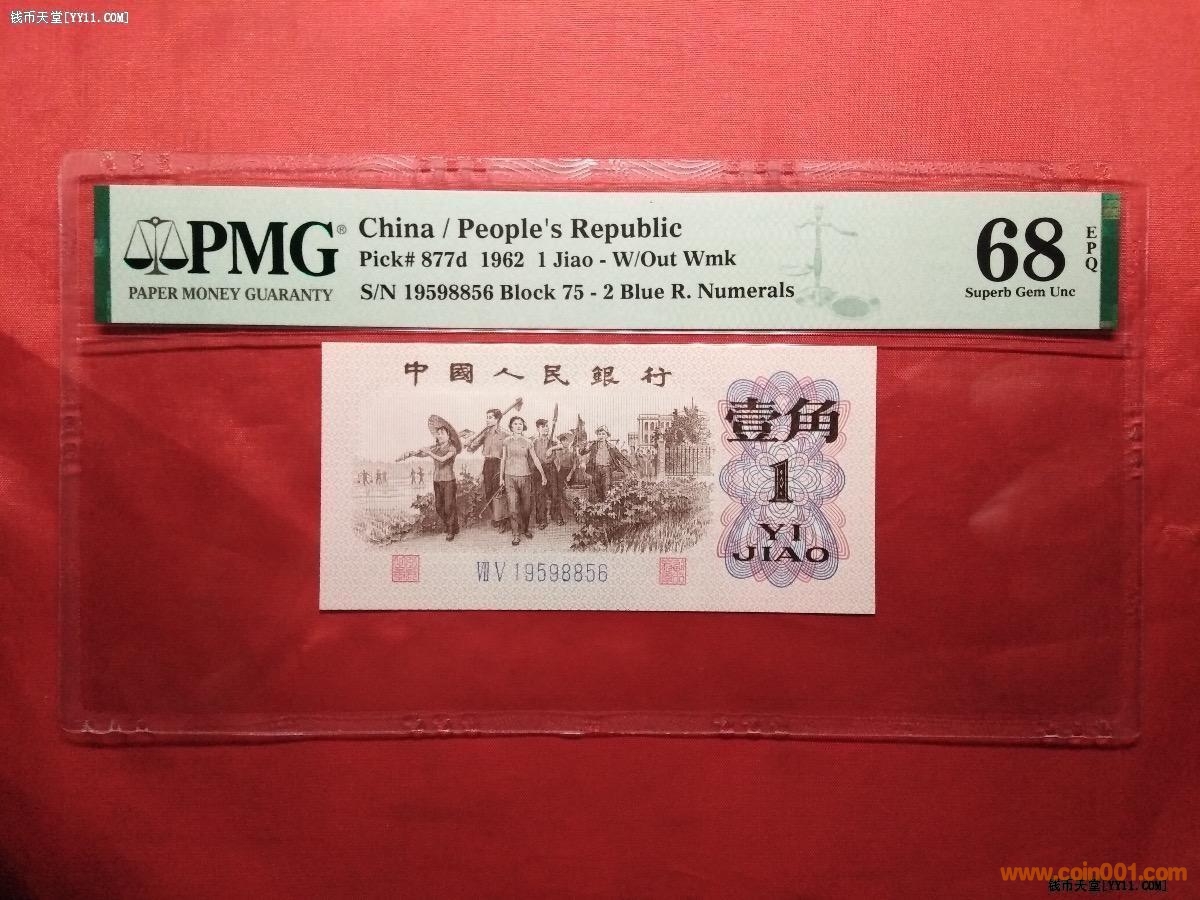 钱币天堂[YY11.COM]
PMG®
PAPER MONEY GUARANTY
China / People's Republic
Pick# 877d 1962 1 Jiao - W/Out Wmk
S/N 19598856 Block 75 - 2 Blue R. Numerals
68
EPQ
Superb Gem Unc
中國人民銀行
壹角
1
YI
JIAO
ⅦⅤ 19598856
www.coin001.com
钱币天堂[YY11.COM]